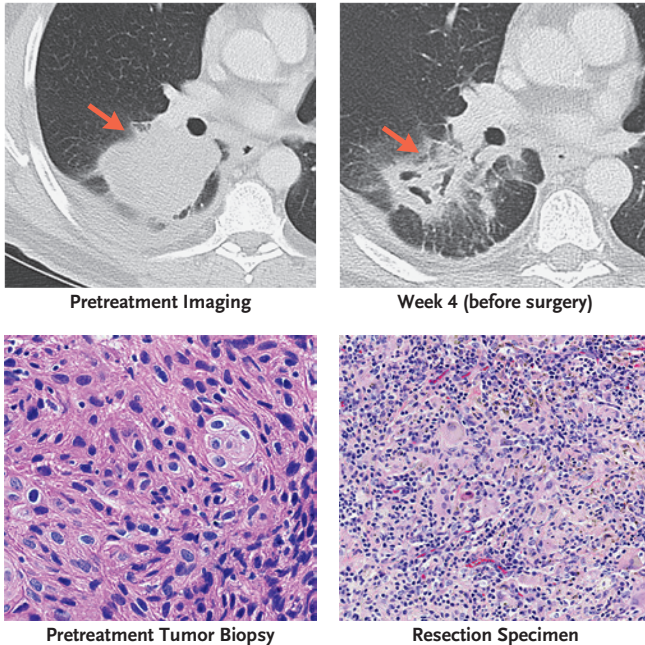 Pretreatment Imaging
Week 4 (before surgery)
Pretreatment Tumor Biopsy
Resection Specimen